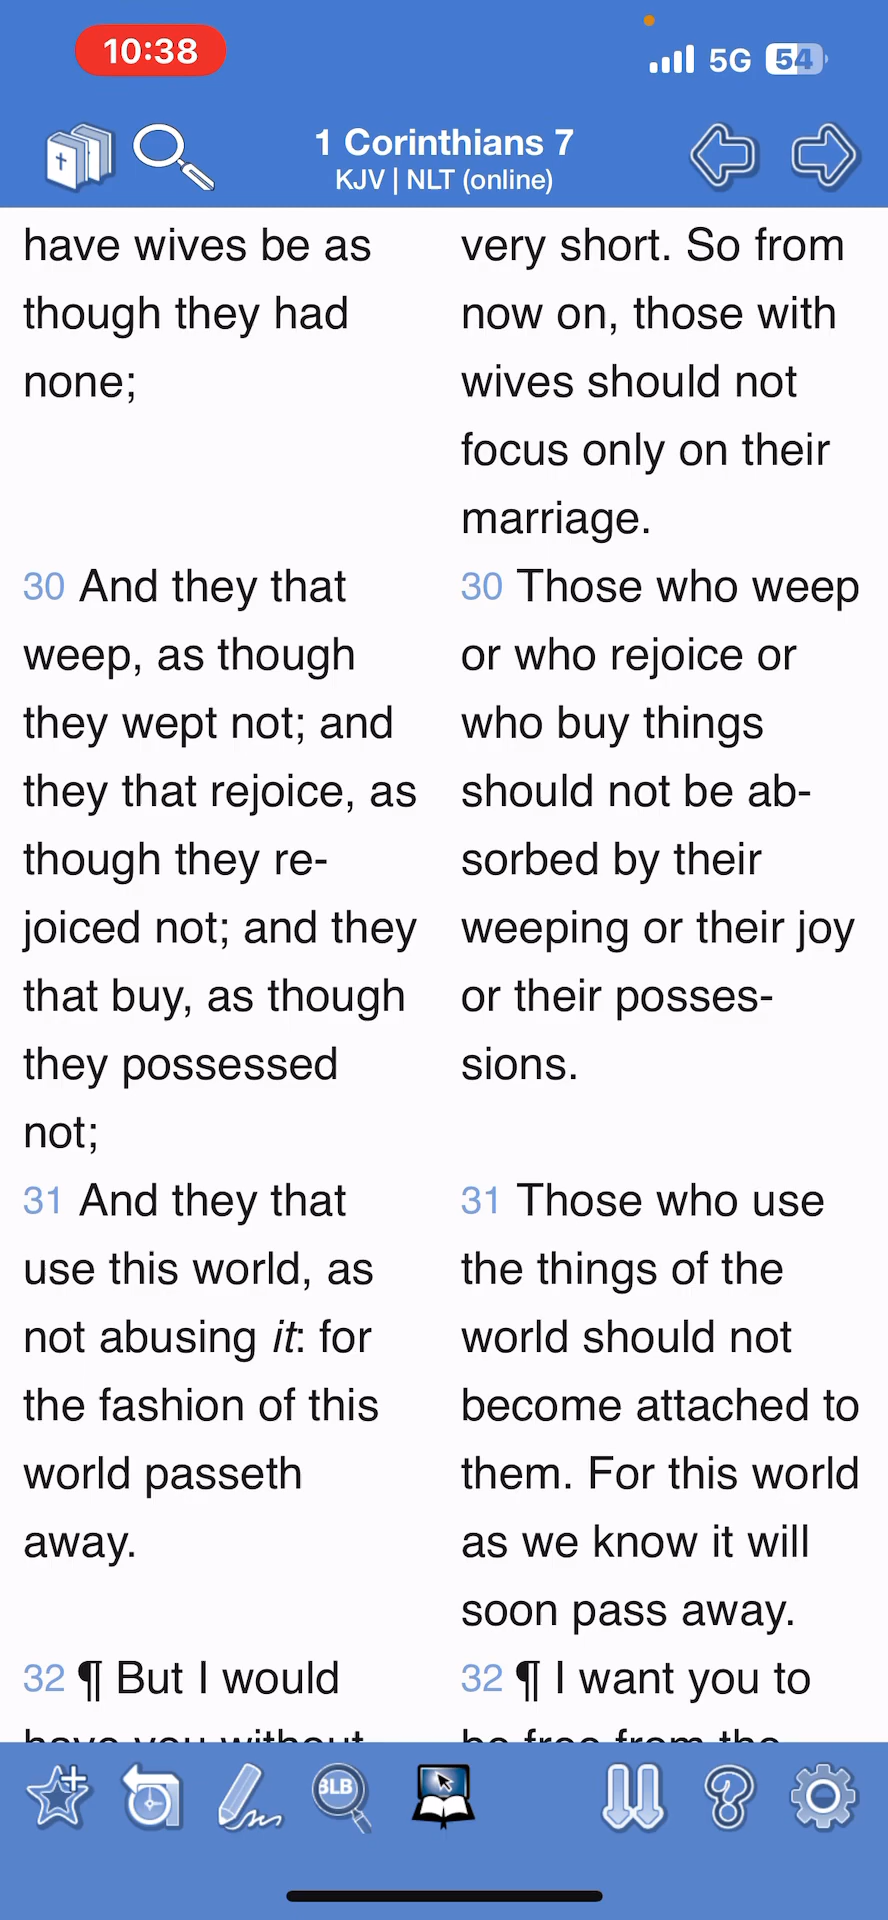 10:38
5G 54
1 Corinthians 7
KJV | NLT (online)
have wives be as
though they had
none;
very short. So from
now on, those with
wives should not
focus only on their
marriage.
30 And they that
weep, as though
they wept not; and
they that rejoice, as
though they re-
joiced not; and they
that buy, as though
they possessed
not;
30 Those who weep
or who rejoice or
who buy things
should not be ab-
sorbed by their
weeping or their joy
or their posses-
sions.
31 And they that
use this world, as
not abusing it: for
the fashion of this
world passeth
away.
31 Those who use
the things of the
world should not
become attached to
them. For this world
as we know it will
soon pass away.
32 ¶ But I would
have you without
32 ¶ I want you to
be free from the
BLB